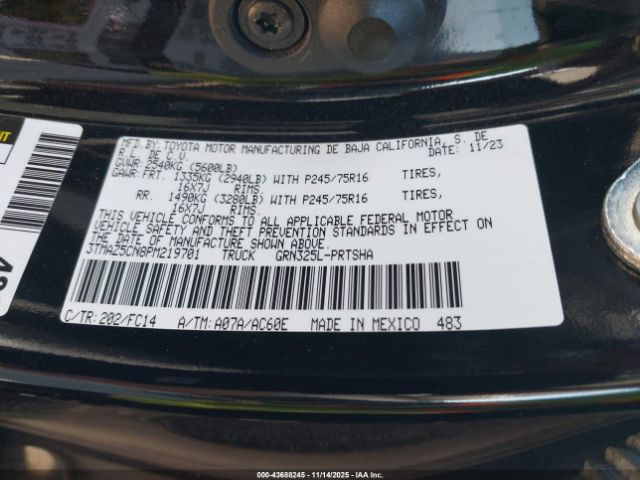 MFD.BY:TOYOTA MOTOR MANUFACTURING DE BAJA CALIFORNIA, S. DE
R.L. DE C.V. DATE: 11/23
GVWR: 2540KG (5600LB)
GAWR:FRT. 1335KG (2940LB) WITH P245/75R16 TIRES,
16X7J RIMS.
RR. 1490KG (3280LB) WITH P245/75R16 TIRES,
16X7J RIMS.
THIS VEHICLE CONFORMS TO ALL APPLICABLE FEDERAL MOTOR
VEHICLE SAFETY AND THEFT PREVENTION STANDARDS IN EFFECT ON
THE DATE OF MANUFACTURE SHOWN ABOVE.
3TMAZ5CN8PM219701 TRUCK GRN325L-PRTSHA
C/TR:202/FC14 A/TM:A07A/AC60E MADE IN MEXICO 483
000-43688245 - 11/14/2025 - IAAI CHANTILLY